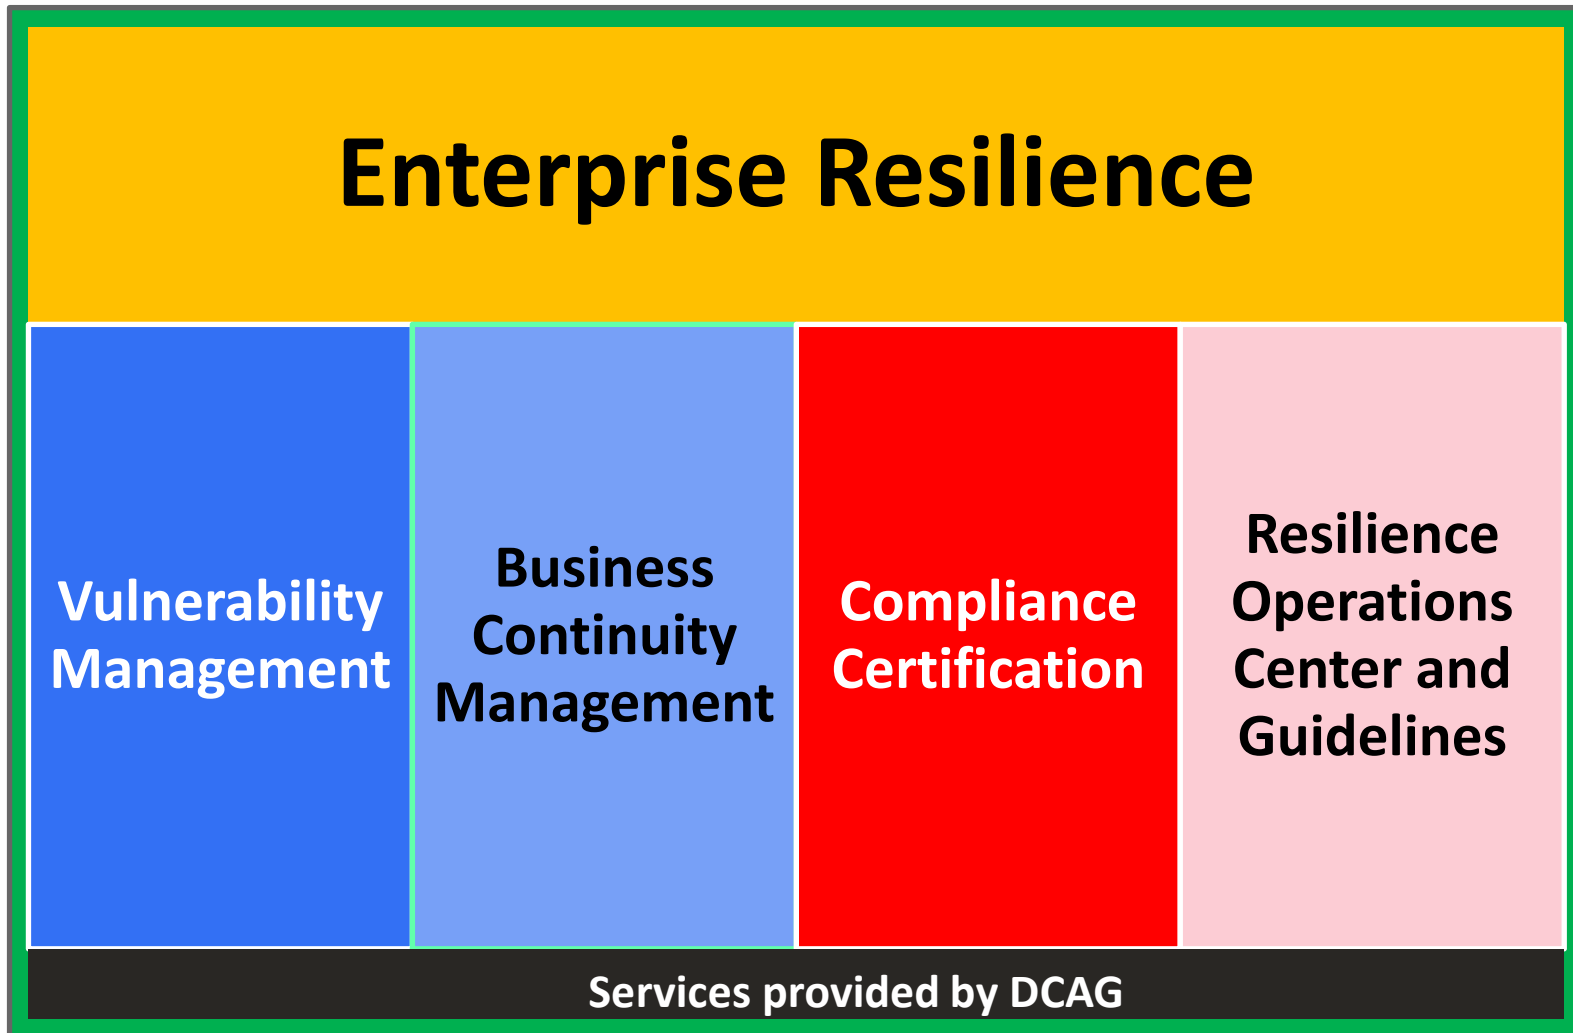 Enterprise Resilience
Vulnerability
Management
Business
Continuity
Management
Compliance
Certification
Resilience
Operations
Center and
Guidelines
Services provided by DCAG